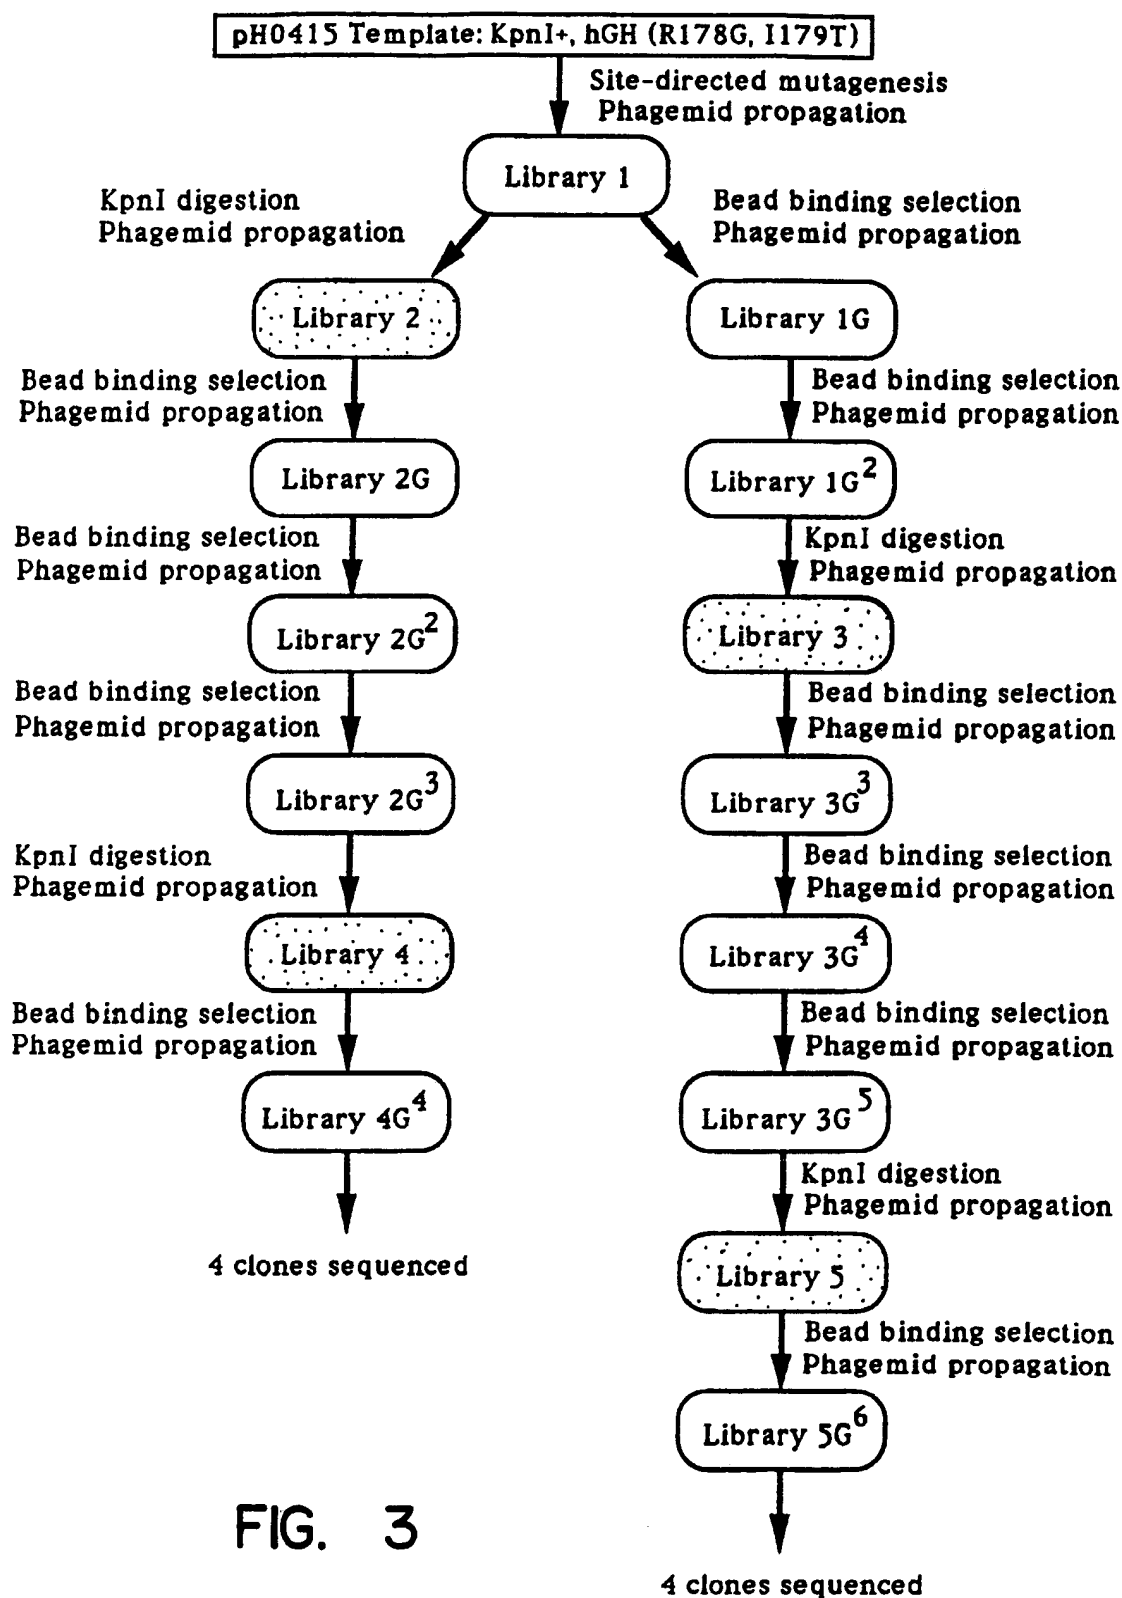 pH0415 Template: KpnI+, hGH (R178G, I179T)
Site-directed mutagenesis
Phagemid propagation
Library 1
KpnI digestion
Phagemid propagation
Bead binding selection
Phagemid propagation
Library 2
Library 1G
Bead binding selection
Phagemid propagation
Bead binding selection
Phagemid propagation
Library 2G
Library 1G²
Bead binding selection
Phagemid propagation
KpnI digestion
Phagemid propagation
Library 2G²
Library 3
Bead binding selection
Phagemid propagation
Bead binding selection
Phagemid propagation
Library 2G³
Library 3G³
KpnI digestion
Phagemid propagation
Bead binding selection
Phagemid propagation
Library 4
Library 3G⁴
Bead binding selection
Phagemid propagation
Bead binding selection
Phagemid propagation
Library 4G⁴
Library 3G⁵
KpnI digestion
Phagemid propagation
4 clones sequenced
Library 5
Bead binding selection
Phagemid propagation
Library 5G⁶
FIG. 3
4 clones sequenced